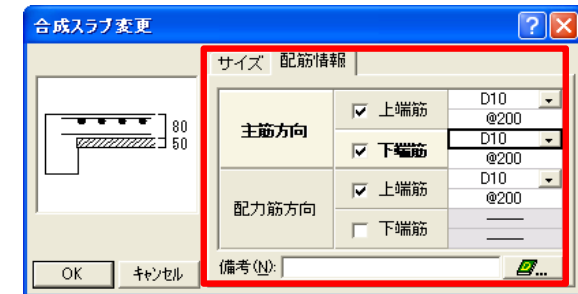 合成スラブ変更
サイズ 配筋情報
80
50
主筋方向
上端筋
D10
@200
下端筋
D10
@200
配力筋方向
上端筋
D10
@200
下端筋
備考(N):
OK キャンセル